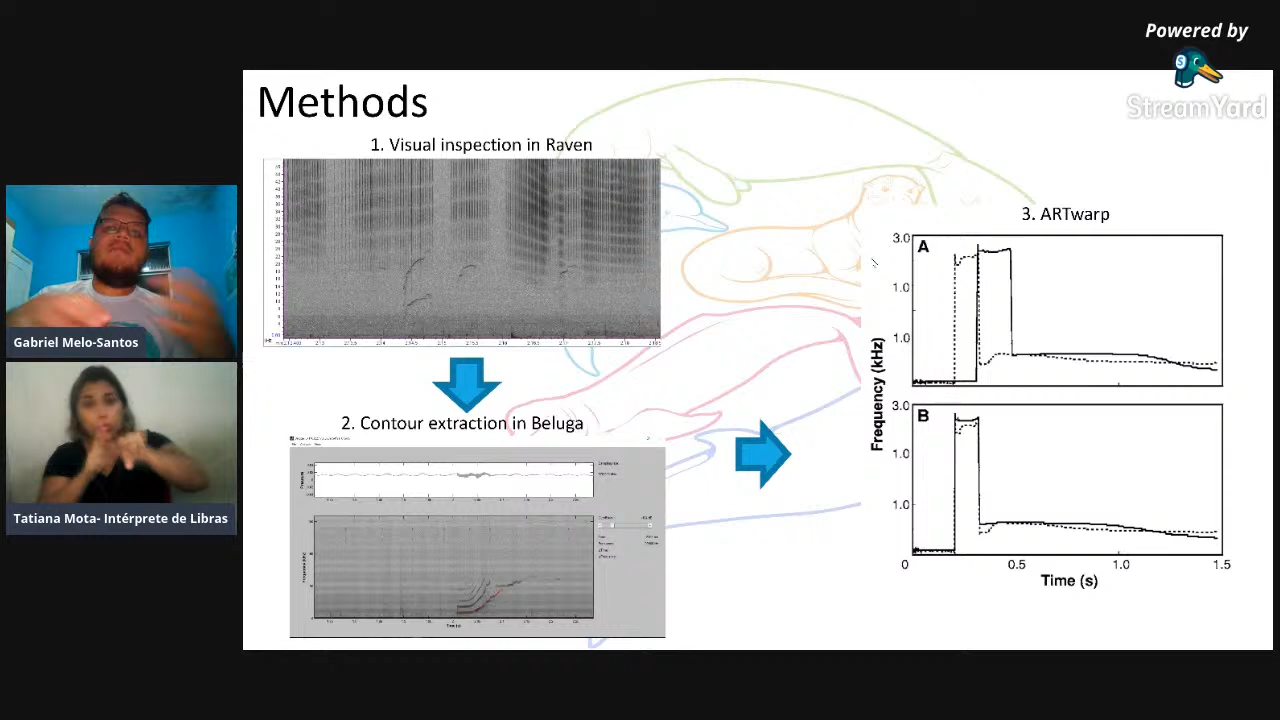 Powered by
StreamYard
Methods
1. Visual inspection in Raven
2. Contour extraction in Beluga
3. ARTwarp
A
3.0
1.0
1.0
B
3.0
1.0
1.0
Frequency (kHz)
0
0.5
1.0
1.5
Time (s)
Gabriel Melo-Santos
Tatiana Mota- Intérprete de Libras